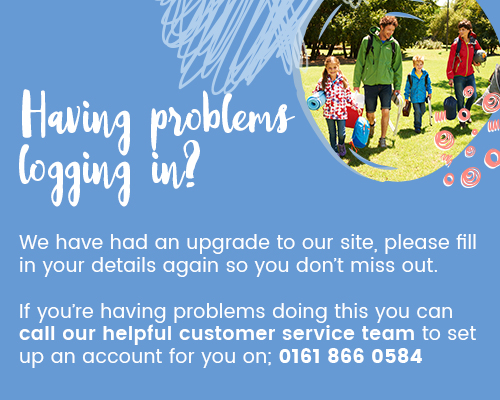 Having problems
logging in?
We have had an upgrade to our site, please fill
in your details again so you don't miss out.
If you're having problems doing this you can
call our helpful customer service team to set
up an account for you on; 0161 866 0584